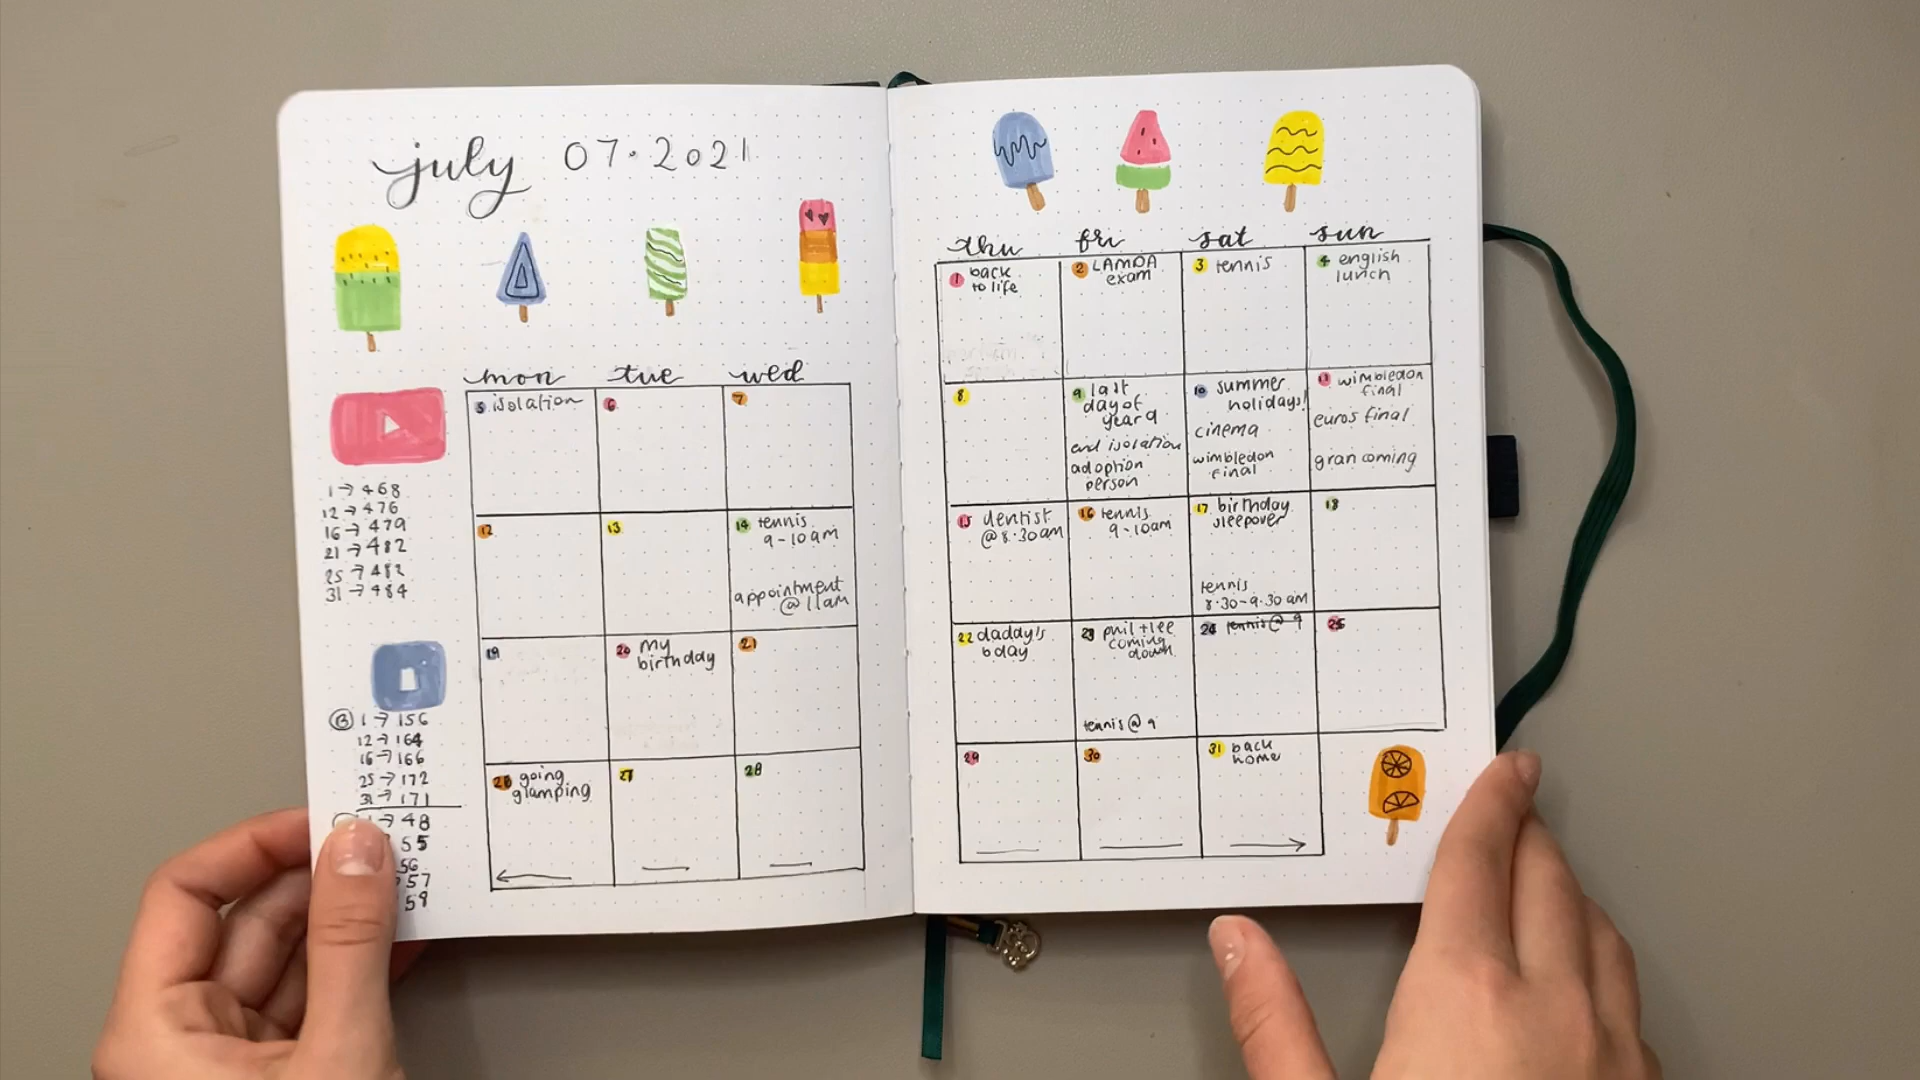 july 07.2021
1→468
12→476
16→479
21→482
25→482
31→484
B 1→156
12→164
16→166
25→172
31→171
→48
55
56
57
59
mon tue wed
5 isolation
6
7
12
13
14 tennis
9-10am
appointment
@ 11am
19
20 my
birthday
21
26 going
glamping
27
28
thu fri sat sun
1 back
to life
2 LAMDA
exam
3 tennis
4 english
lunch
8
9 last
day of
year 9
end isolation
adoption
person
10 summer
holidays!
cinema
wimbledon
final
11 wimbledon
final
euros final
gran coming
15 dentist
@ 8.30am
16 tennis
9-10am
17 birthday
sleepover
tennis
8.30-9.30am
18
22 daddy's
bday
23 phil + lee
coming
down
tennis @ 9
24 tennis @ 9
25
29
30
31 back
home